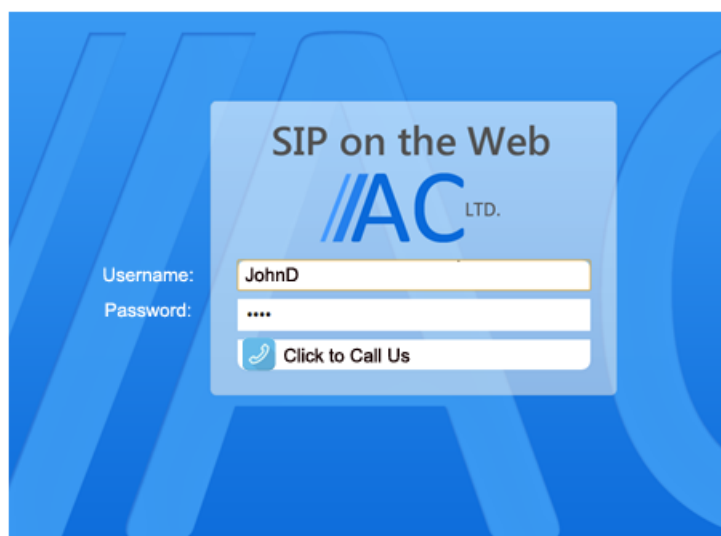 SIP on the Web
//AC LTD.
Username: JohnD
Password: ••••
Click to Call Us